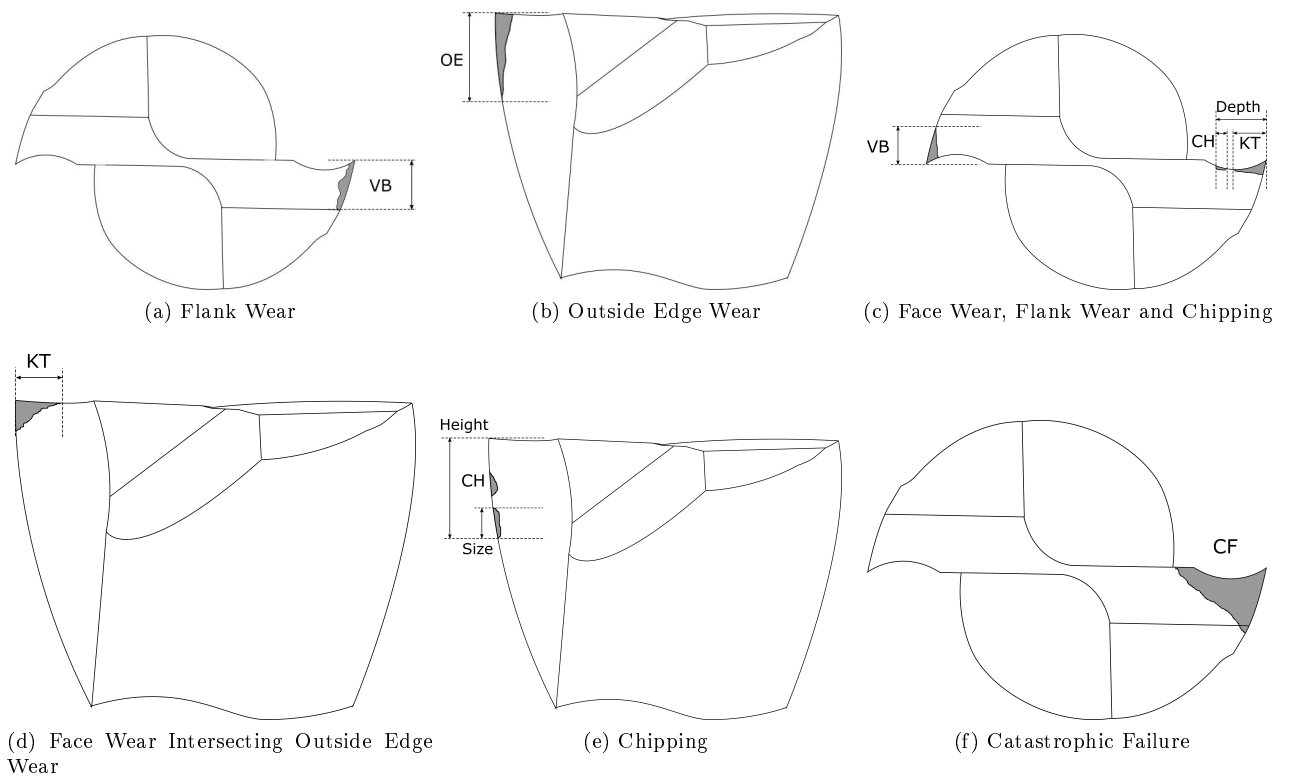 OE
VB
Depth
CH
KT
VB
(a) Flank Wear
(b) Outside Edge Wear
(c) Face Wear, Flank Wear and Chipping
KT
Height
CH
Size
CF
(d) Face Wear Intersecting Outside Edge
Wear
(e) Chipping
(f) Catastrophic Failure